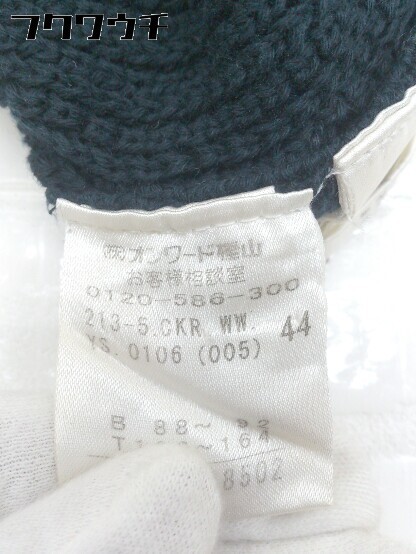 フクワウチ
㈱オンワード樫山
お客様相談室
0120-586-300
213-5.CKR WW. 44
YS. 0106 (005)
B 88~92
T ~164
8502